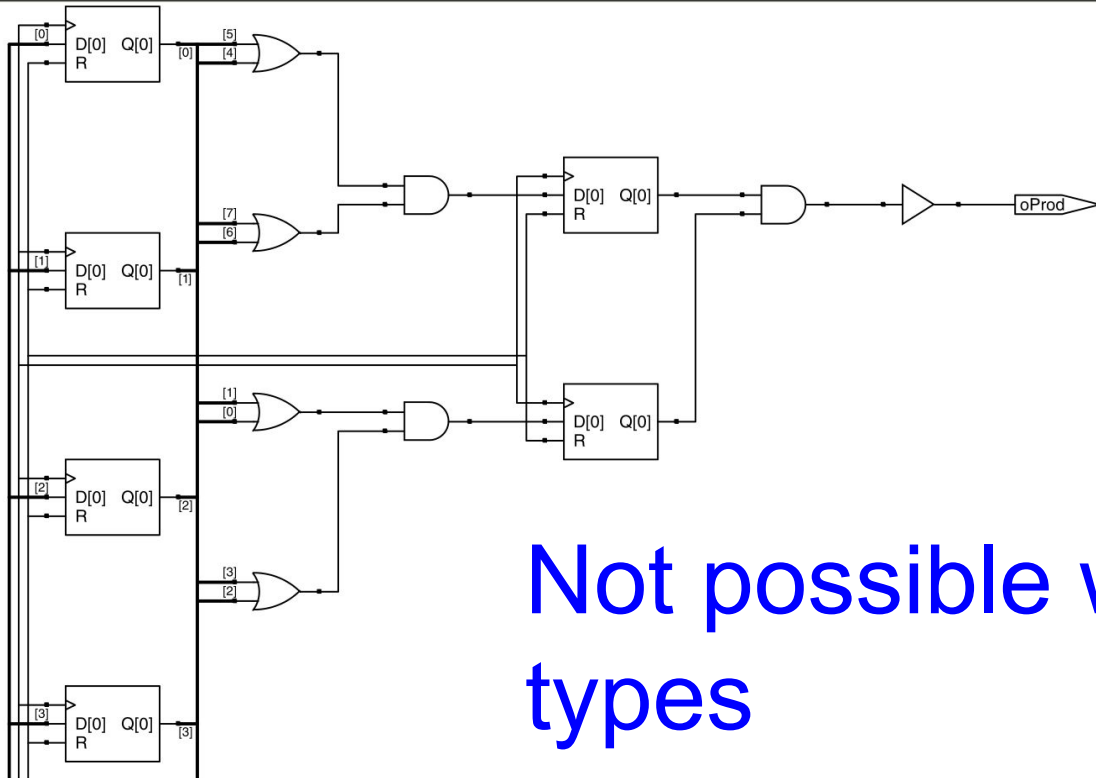 [0]
D[0] Q[0]
R
[0]
[5]
[4]
[7]
[6]
[1]
D[0] Q[0]
R
[1]
D[0] Q[0]
R
oProd
[1]
[0]
D[0] Q[0]
R
[2]
D[0] Q[0]
R
[2]
[3]
[2]
Not possible
types
[3]
D[0] Q[0]
R
[3]